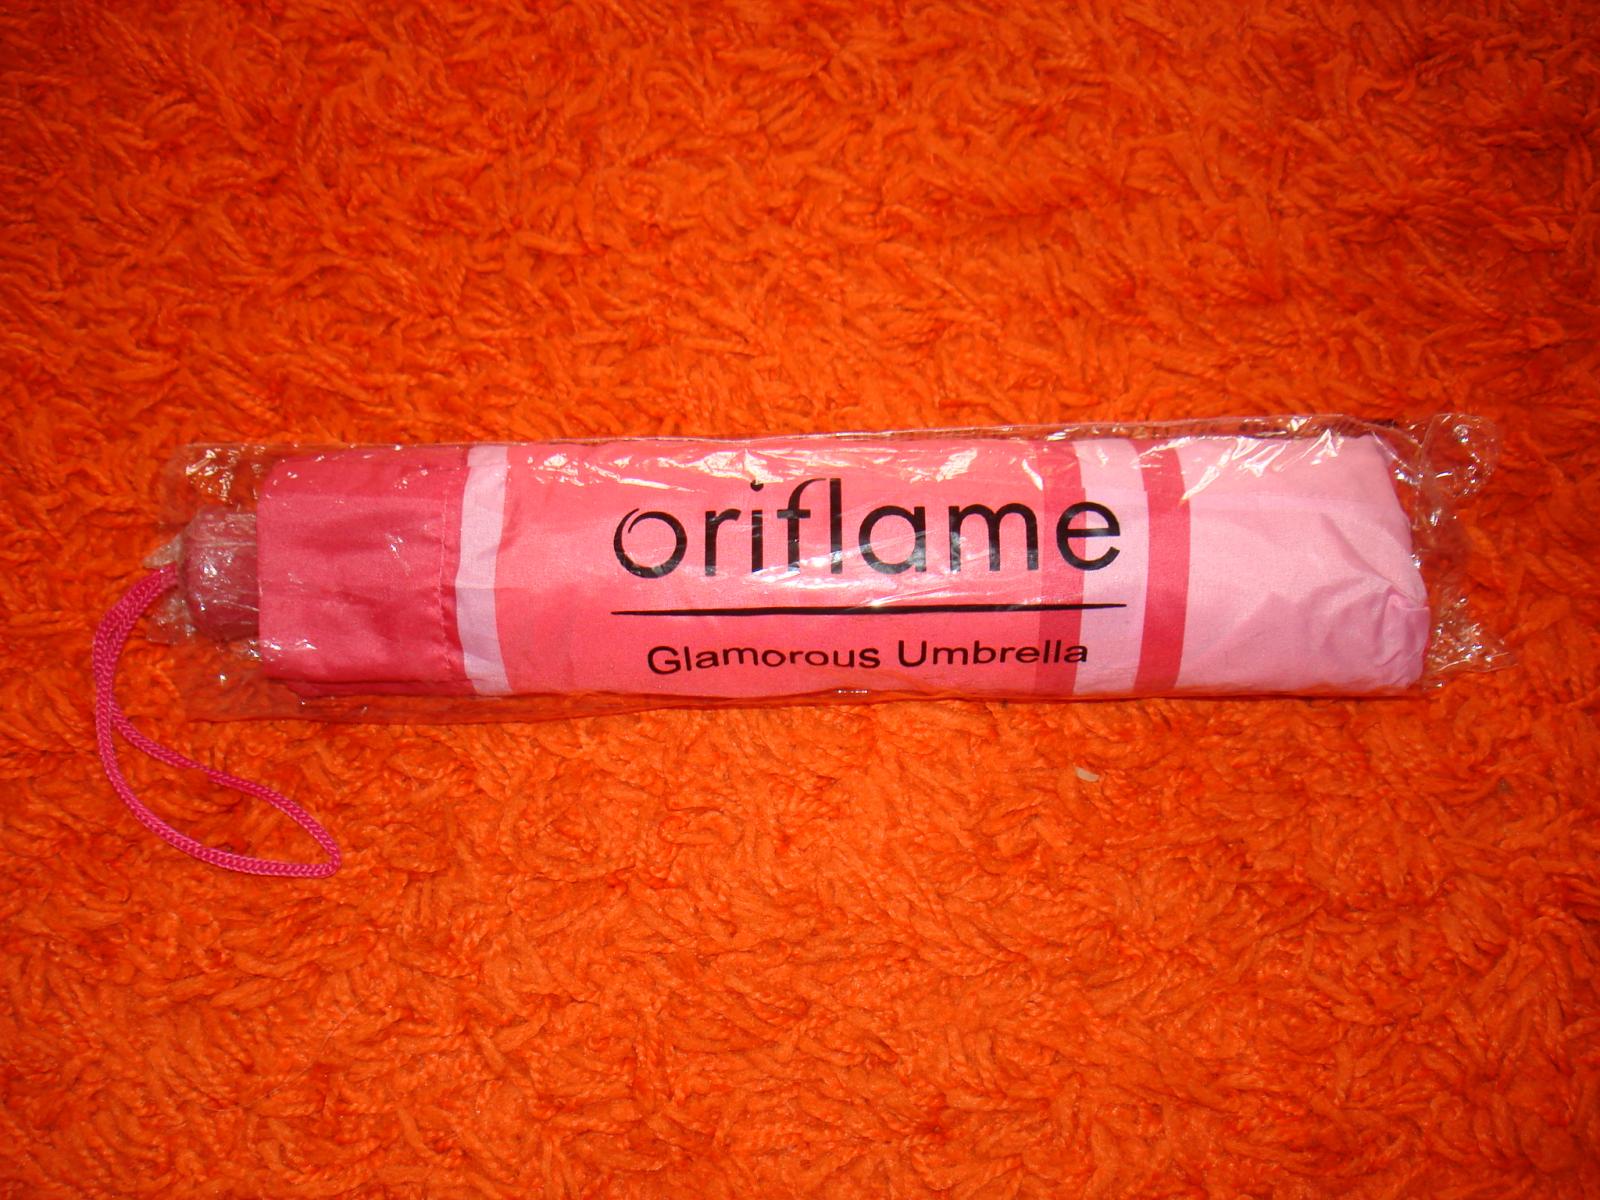 oriflame
Glamorous Umbrella